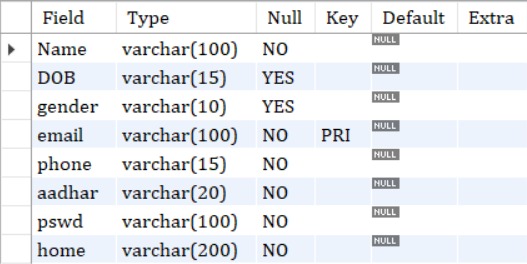 Field Type Null Key Default Extra
Name varchar(100) NO NULL
DOB varchar(15) YES NULL
gender varchar(10) YES NULL
email varchar(100) NO PRI NULL
phone varchar(15) NO NULL
aadhar varchar(20) NO NULL
pswd varchar(100) NO NULL
home varchar(200) NO NULL